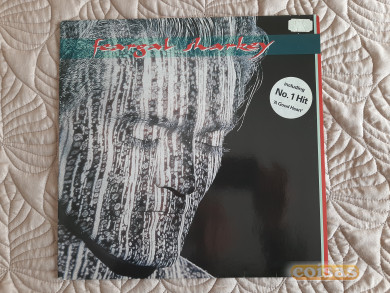 Feargal Sharkey
including
No. 1 Hit
'A Good Heart'
coisas